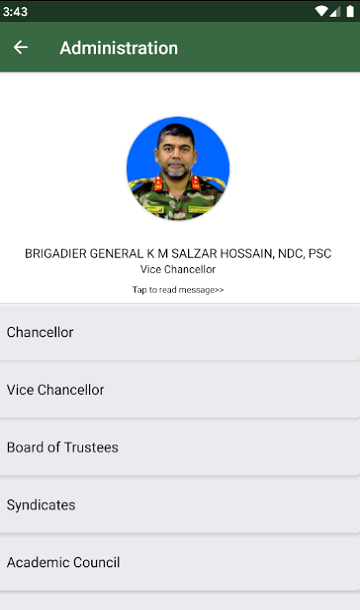 3:43
Administration
BRIGADIER GENERAL K M SALZAR HOSSAIN, NDC, PSC
Vice Chancellor
Tap to read message>>
Chancellor
Vice Chancellor
Board of Trustees
Syndicates
Academic Council